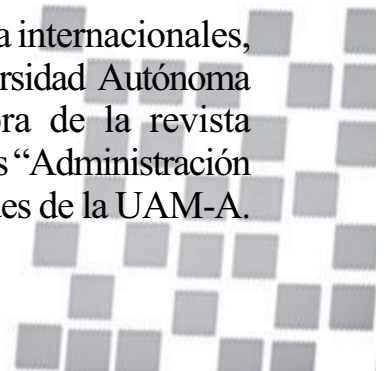 a internacionales,
ersidad Autónoma
ra de la revista
s “Administración
es de la UAM-A.